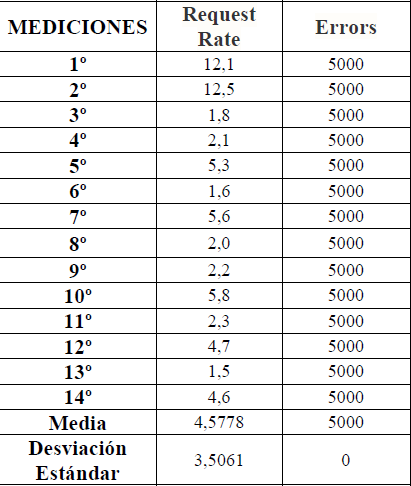 MEDICIONES Request Rate Errors
1º 12,1 5000
2º 12,5 5000
3º 1,8 5000
4º 2,1 5000
5º 5,3 5000
6º 1,6 5000
7º 5,6 5000
8º 2,0 5000
9º 2,2 5000
10º 5,8 5000
11º 2,3 5000
12º 4,7 5000
13º 1,5 5000
14º 4,6 5000
Media 4,5778 5000
Desviación Estándar 3,5061 0